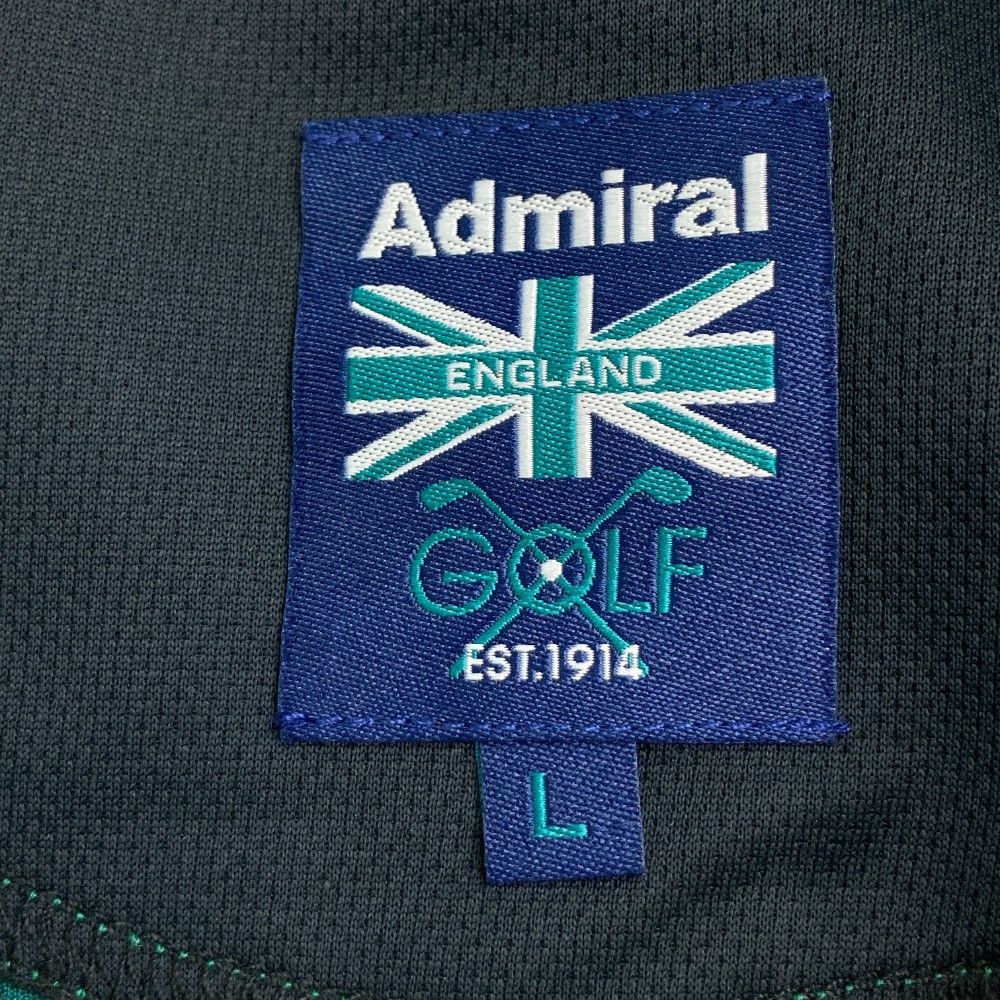 Admiral
ENGLAND
GOLF
EST.1914
L